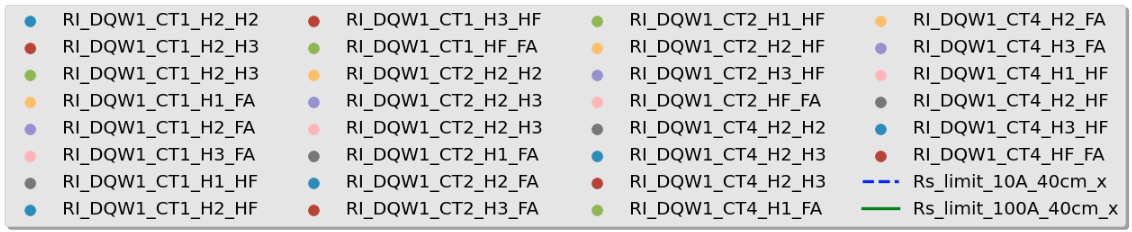 RI_DQW1_CT1_H2_H2
RI_DQW1_CT1_H2_H3
RI_DQW1_CT1_H2_H3
RI_DQW1_CT1_H1_FA
RI_DQW1_CT1_H2_FA
RI_DQW1_CT1_H3_FA
RI_DQW1_CT1_H1_HF
RI_DQW1_CT1_H2_HF
RI_DQW1_CT1_H3_HF
RI_DQW1_CT1_HF_FA
RI_DQW1_CT2_H2_H2
RI_DQW1_CT2_H2_H3
RI_DQW1_CT2_H2_H3
RI_DQW1_CT2_H1_FA
RI_DQW1_CT2_H2_FA
RI_DQW1_CT2_H3_FA
RI_DQW1_CT2_H1_HF
RI_DQW1_CT2_H2_HF
RI_DQW1_CT2_H3_HF
RI_DQW1_CT2_HF_FA
RI_DQW1_CT4_H2_H2
RI_DQW1_CT4_H2_H3
RI_DQW1_CT4_H2_H3
RI_DQW1_CT4_H1_FA
RI_DQW1_CT4_H2_FA
RI_DQW1_CT4_H3_FA
RI_DQW1_CT4_H1_HF
RI_DQW1_CT4_H2_HF
RI_DQW1_CT4_H3_HF
RI_DQW1_CT4_HF_FA
Rs_limit_10A_40cm_x
Rs_limit_100A_40cm_x